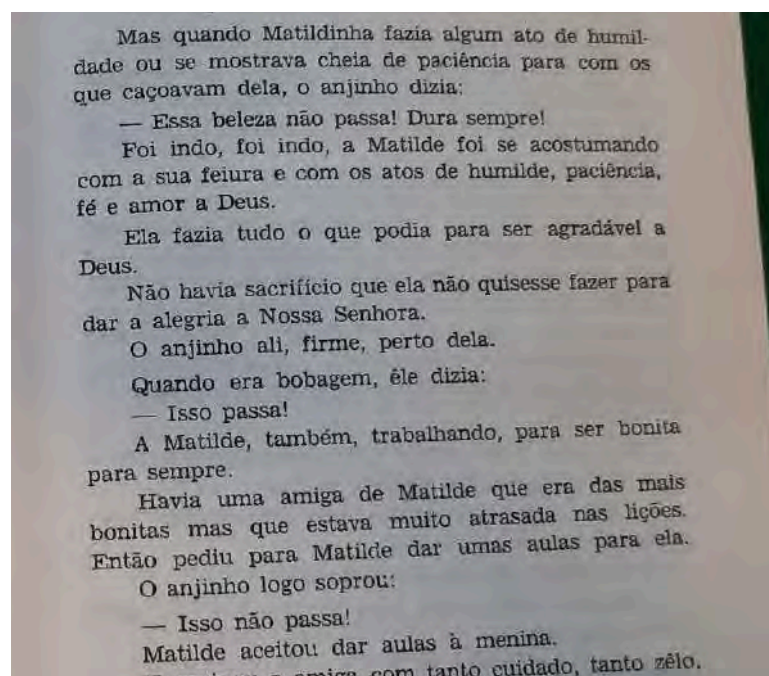 Mas quando Matildinha fazia algum ato de humil-
dade ou se mostrava cheia de paciência para com os
que caçoavam dela, o anjinho dizia:
— Essa beleza não passa! Dura sempre!
Foi indo, foi indo, a Matilde foi se acostumando
com a sua feiura e com os atos de humilde, paciência,
fé e amor a Deus.
Ela fazia tudo o que podia para ser agradável a
Deus.
Não havia sacrifício que ela não quisesse fazer para
dar a alegria a Nossa Senhora.
O anjinho ali, firme, perto dela.
Quando era bobagem, êle dizia:
— Isso passa!
A Matilde, também, trabalhando, para ser bonita
para sempre.
Havia uma amiga de Matilde que era das mais
bonitas mas que estava muito atrasada nas lições.
Então pediu para Matilde dar umas aulas para ela.
O anjinho logo soprou:
— Isso não passa!
Matilde aceitou dar aulas à menina.
amiga com tanto cuidado, tanto zêlo,